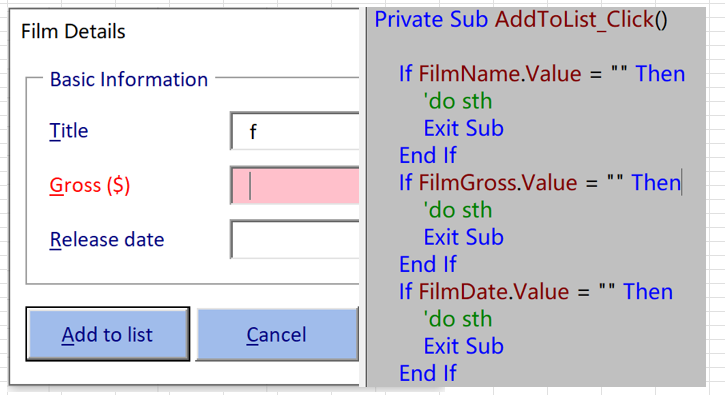 Film Details
Basic Information
Title
f
Gross ($)
Release date
Add to list
Cancel
Private Sub AddToList_Click()
If FilmName.Value = "" Then
'do sth
Exit Sub
End If
If FilmGross.Value = "" Then
'do sth
Exit Sub
End If
If FilmDate.Value = "" Then
'do sth
Exit Sub
End If